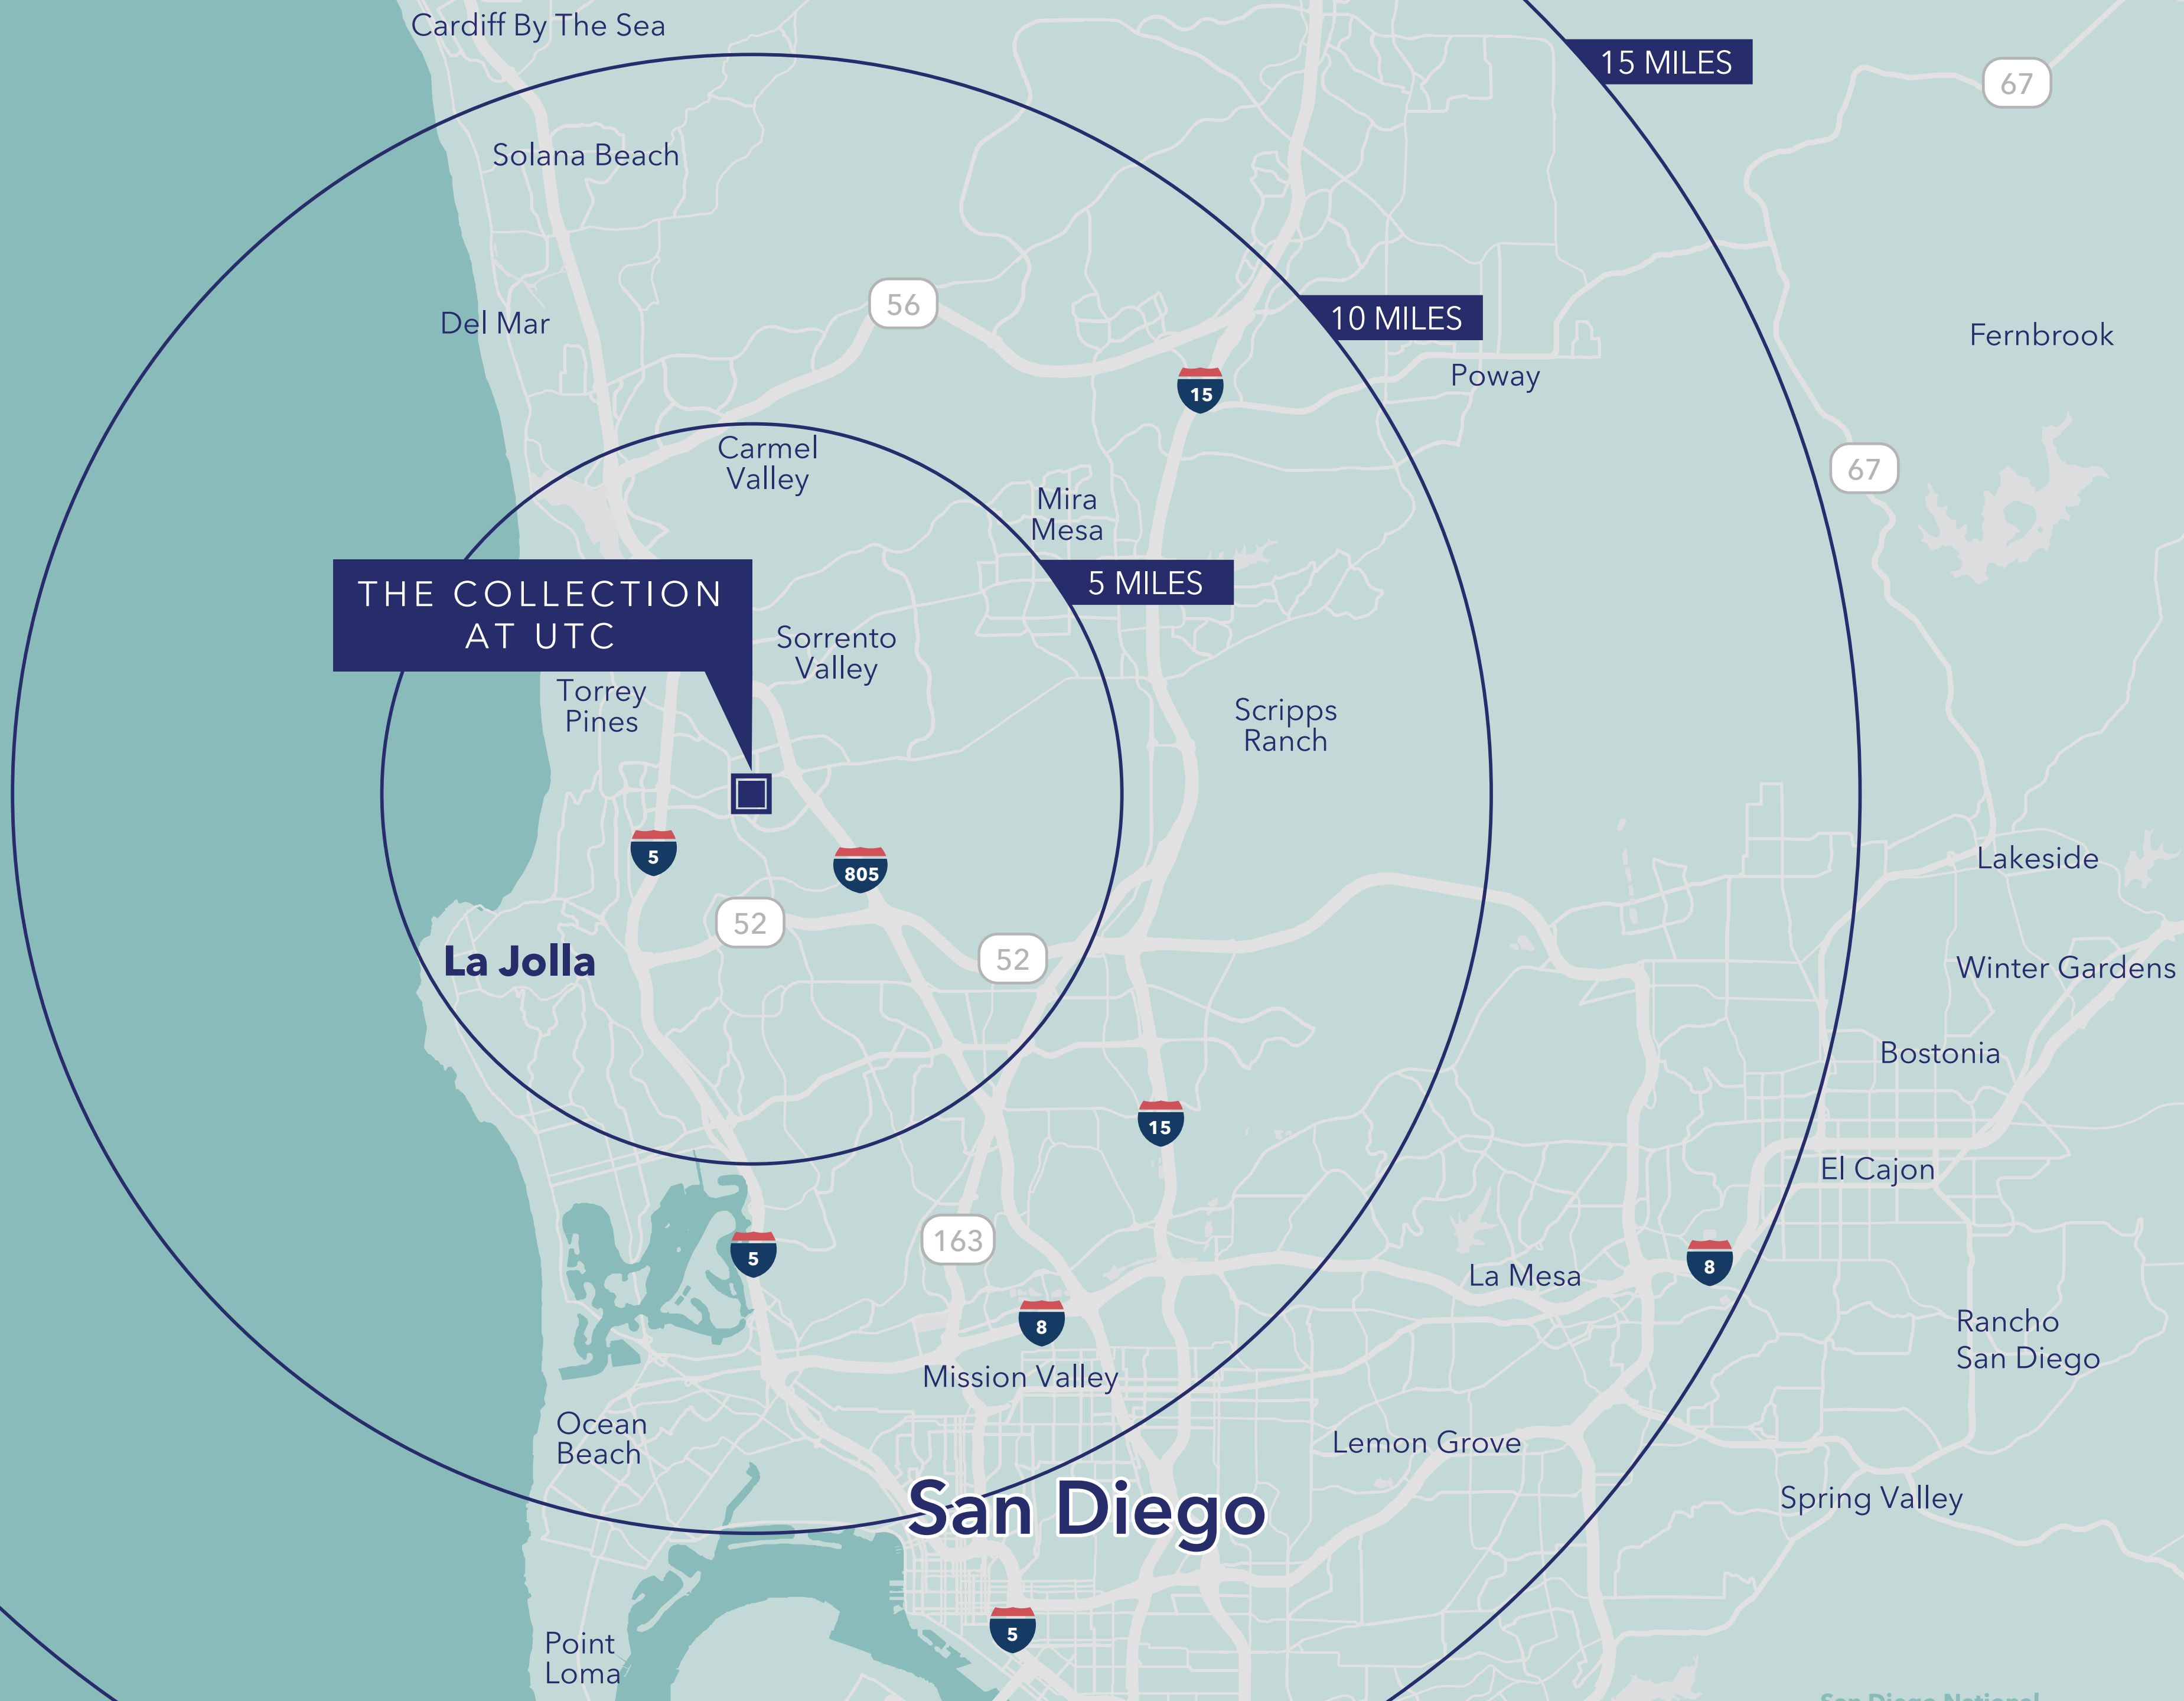 Cardiff By The Sea
15 MILES
67
Solana Beach
56
Del Mar
10 MILES
Fernbrook
Poway
15
Carmel
Valley
67
Mira
Mesa
5 MILES
THE COLLECTION
AT UTC
Sorrento
Valley
Torrey
Pines
Scripps
Ranch
5
805
Lakeside
52
52
La Jolla
Winter Gardens
Bostonia
15
El Cajon
163
5
8
La Mesa
8
Rancho
San Diego
Mission Valley
Ocean
Beach
Lemon Grove
San Diego
Spring Valley
5
Point
Loma
San Diego National